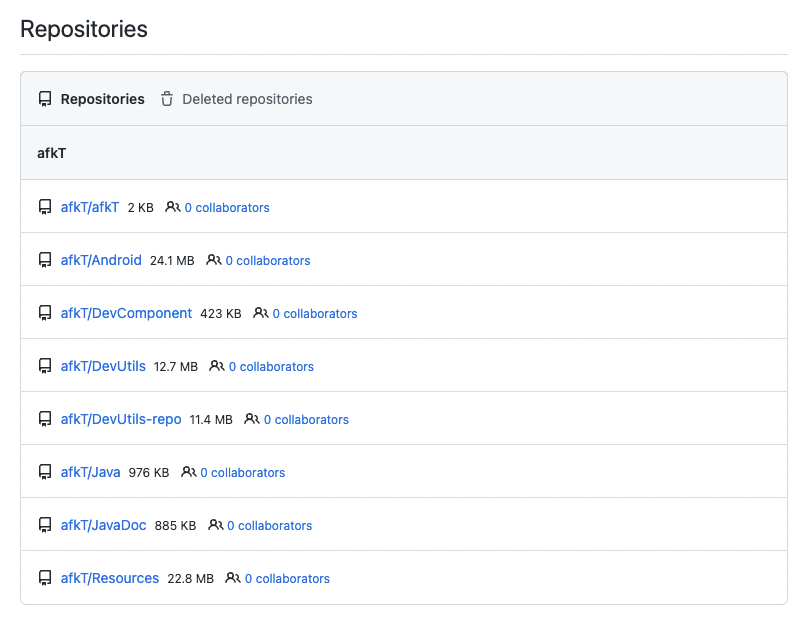 Repositories
Repositories Deleted repositories
afkT
afkT/afkT 2 KB 0 collaborators
afkT/Android 24.1 MB 0 collaborators
afkT/DevComponent 423 KB 0 collaborators
afkT/DevUtils 12.7 MB 0 collaborators
afkT/DevUtils-repo 11.4 MB 0 collaborators
afkT/Java 976 KB 0 collaborators
afkT/JavaDoc 885 KB 0 collaborators
afkT/Resources 22.8 MB 0 collaborators